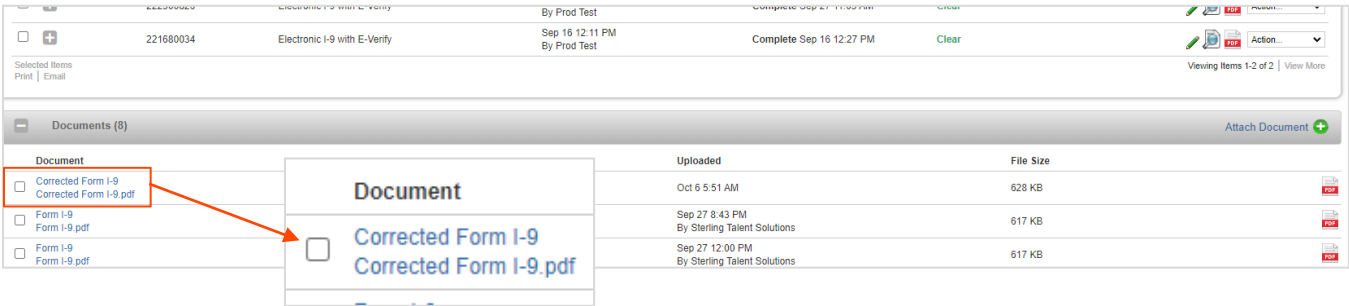 By Prod Test
Action...
221680034 Electronic I-9 with E-Verify Sep 16 12:11 PM Complete Sep 16 12:27 PM Clear Action...
By Prod Test
Selected Items
Print | Email
Viewing Items 1-2 of 2 | View More
Documents (8) Attach Document
Document Uploaded File Size
Corrected Form I-9
Corrected Form I-9.pdf
Oct 6 5:51 AM 628 KB PDF
Form I-9
Form I-9.pdf
Sep 27 8:43 PM
By Sterling Talent Solutions
617 KB PDF
Form I-9
Form I-9.pdf
Sep 27 12:00 PM
By Sterling Talent Solutions
617 KB PDF
Document
Corrected Form I-9
Corrected Form I-9.pdf